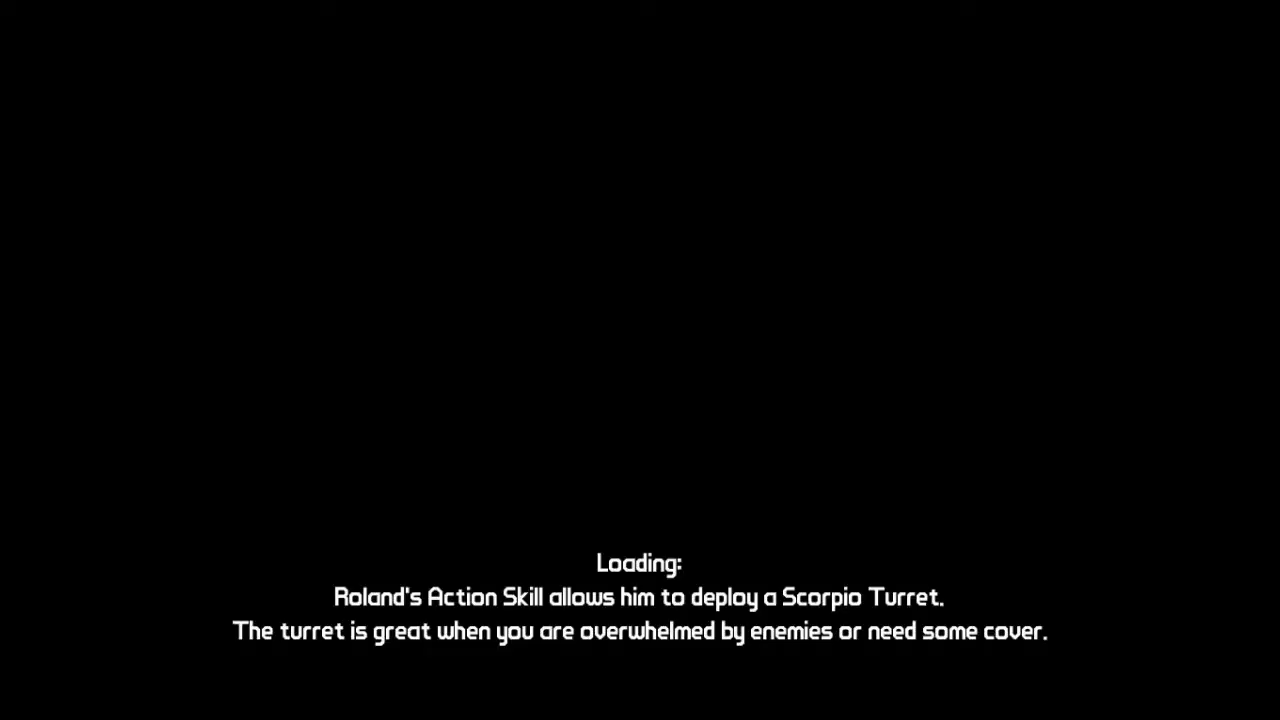 Loading:
Roland's Action Skill allows him to deploy a Scorpio Turret.
The turret is great when you are overwhelmed by enemies or need some cover.